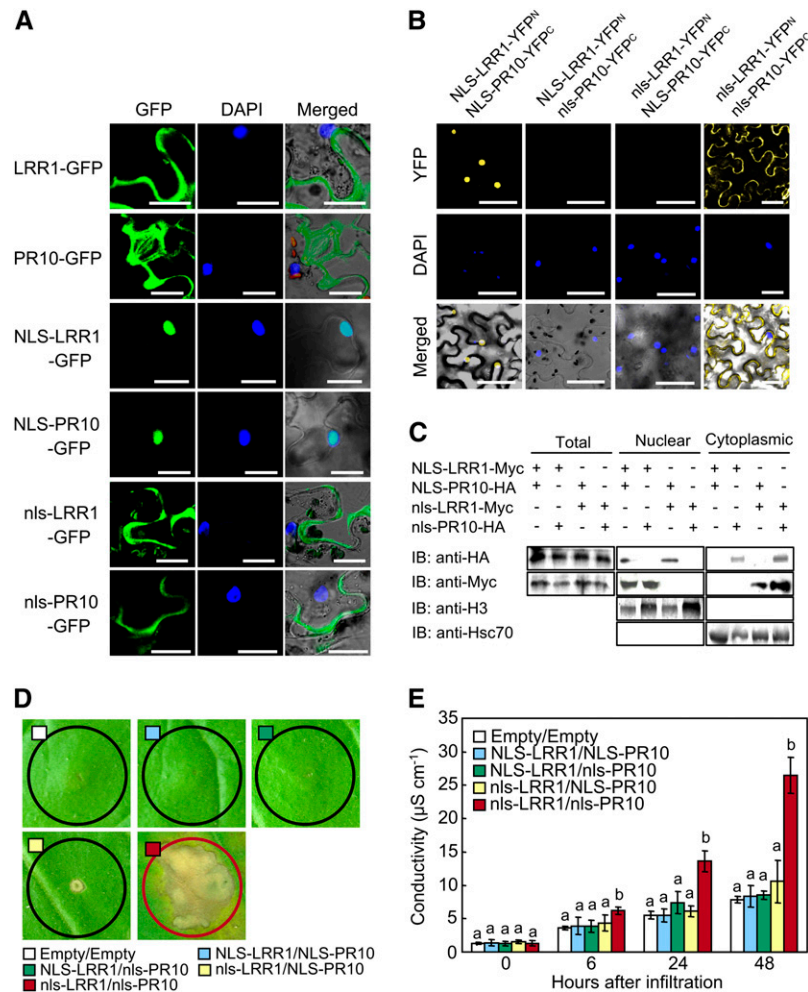 A
GFP DAPI Merged
LRR1-GFP
PR10-GFP
NLS-LRR1
-GFP
NLS-PR10
-GFP
nls-LRR1
-GFP
nls-PR10
-GFP
B
NLS-LRR1-YFPᴺ
NLS-PR10-YFPᶜ
NLS-LRR1-YFPᴺ
nls-PR10-YFPᶜ
nls-LRR1-YFPᴺ
NLS-PR10-YFPᶜ
nls-LRR1-YFPᴺ
nls-PR10-YFPᶜ
YFP
DAPI
Merged
C
Total Nuclear Cytoplasmic
NLS-LRR1-Myc + + - - + + - - + + - -
NLS-PR10-HA + - + - + - + - + - + -
nls-LRR1-Myc - - + + - - + + - - + +
nls-PR10-HA - + - + - + - + - + - +
IB: anti-HA
IB: anti-Myc
IB: anti-H3
IB: anti-Hsc70
D
Empty/Empty NLS-LRR1/NLS-PR10
NLS-LRR1/nls-PR10 nls-LRR1/NLS-PR10
nls-LRR1/nls-PR10
E
Conductivity (µS cm⁻¹)
35
30
25
20
15
10
5
0
Empty/Empty
NLS-LRR1/NLS-PR10
NLS-LRR1/nls-PR10
nls-LRR1/NLS-PR10
nls-LRR1/nls-PR10
a a a a a
a a a a b
a a a a b
a a a a b
0 6 24 48
Hours after infiltration